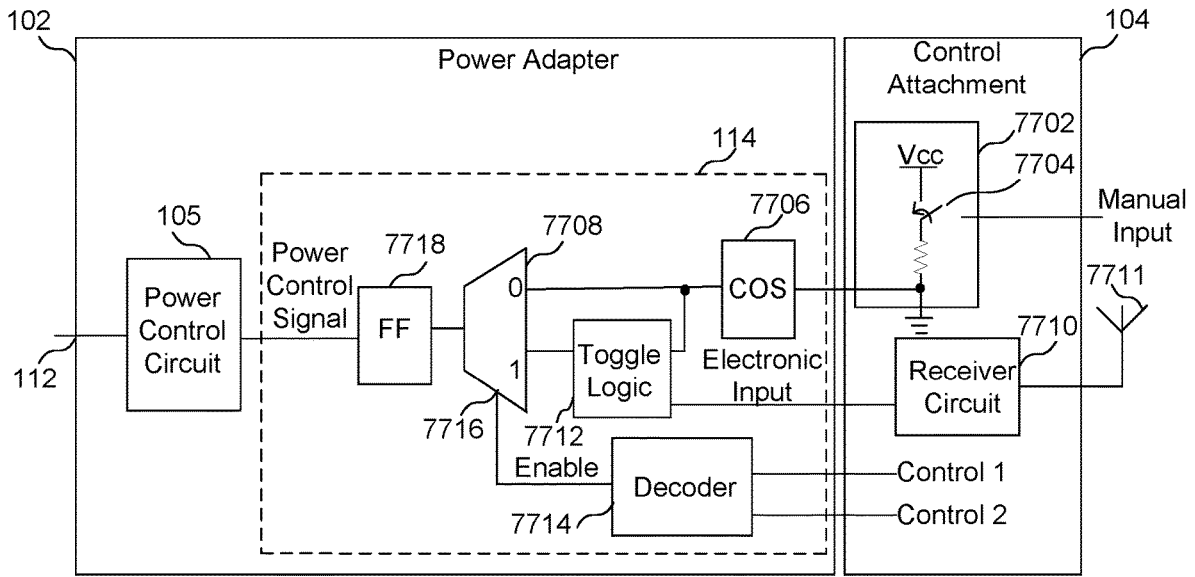 102
104
Power Adapter
Control
Attachment
7702
Vcc
7704
114
7706
Manual
Input
105
7708
7718
Power
Control
Signal
0
COS
7711
Power
Control
Circuit
FF
7710
112
1
Toggle
Logic
Electronic
Input
Receiver
Circuit
7716
7712
Enable
Decoder
Control 1
7714
Control 2